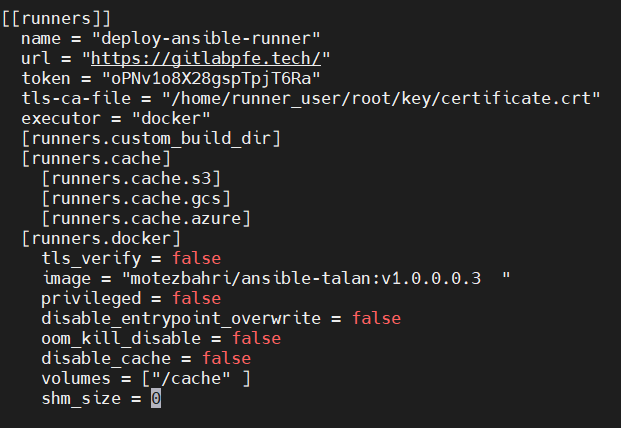 [[runners]]
name = "deploy-ansible-runner"
url = "https://gitlabpfe.tech/"
token = "oPNv1o8X28gspTpjT6Ra"
tls-ca-file = "/home/runner_user/root/key/certificate.crt"
executor = "docker"
[runners.custom_build_dir]
[runners.cache]
[runners.cache.s3]
[runners.cache.gcs]
[runners.cache.azure]
[runners.docker]
tls_verify = false
image = "motezbahri/ansible-talan:v1.0.0.0.3  "
privileged = false
disable_entrypoint_overwrite = false
oom_kill_disable = false
disable_cache = false
volumes = ["/cache" ]
shm_size = 0